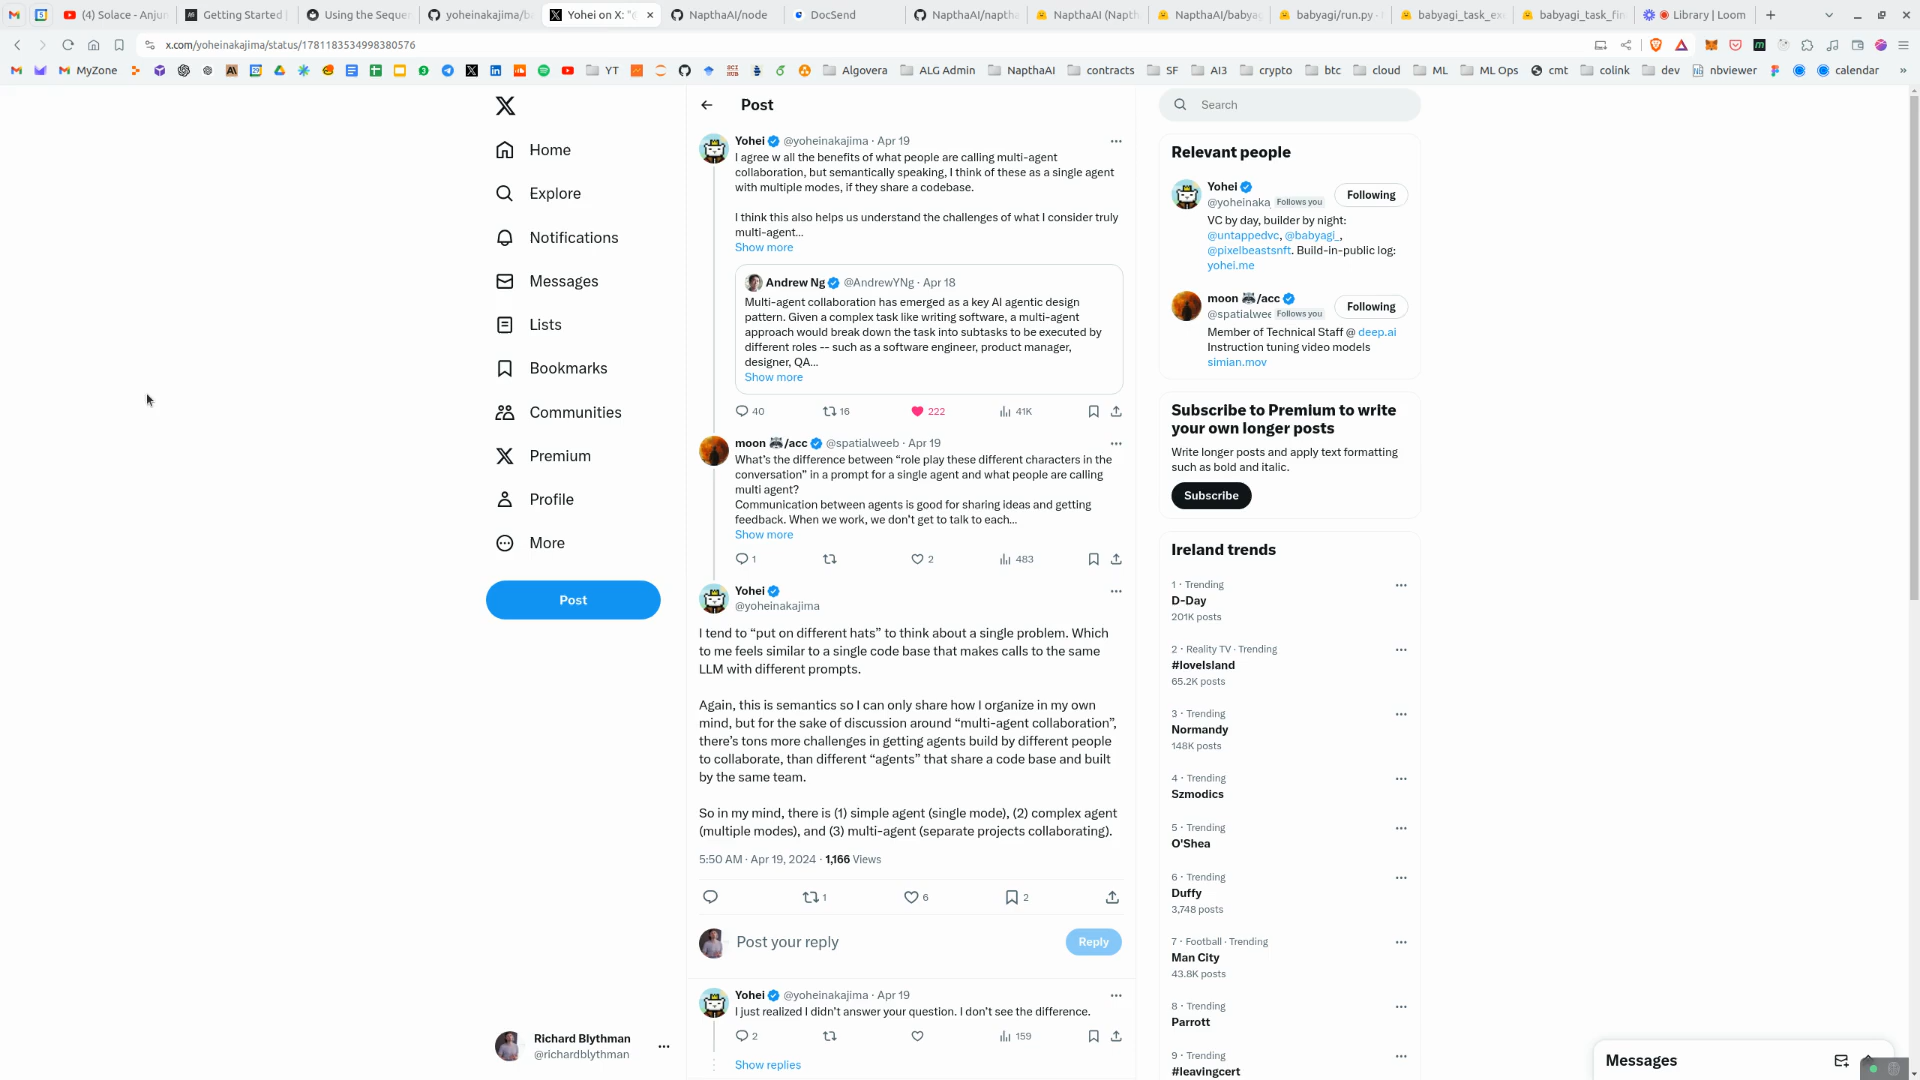 (4) Solace - Anjun
Getting Started
Using the Sequen
yoheinakajima/ba
Yohei on X: "@
NapthaAI/node
DocSend
NapthaAI/naptha
NapthaAI (Napth
NapthaAI/babyag
babyagi/run.py ·
babyagi_task_exe
babyagi_task_fin
Library | Loom
x.com/yoheinakajima/status/1781183534998380576
MyZone
YT
Algovera
ALG Admin
NapthaAI
contracts
SF
AI3
crypto
btc
cloud
ML
ML Ops
cmt
colink
dev
nbviewer
calendar
»
Home
Explore
Notifications
Messages
Lists
Bookmarks
Communities
Premium
Profile
More
Post
Richard Blythman
@richardblythman
Post
Yohei @yoheinakajima · Apr 19
I agree w all the benefits of what people are calling multi-agent
collaboration, but semantically speaking, I think of these as a single agent
with multiple modes, if they share a codebase.
I think this also helps us understand the challenges of what I consider truly
multi-agent...
Show more
Andrew Ng @AndrewYNg · Apr 18
Multi-agent collaboration has emerged as a key AI agentic design
pattern. Given a complex task like writing software, a multi-agent
approach would break down the task into subtasks to be executed by
different roles -- such as a software engineer, product manager,
designer, QA...
Show more
40 16 222 41K
moon /acc @spatialweeb · Apr 19
What's the difference between “role play these different characters in the
conversation” in a prompt for a single agent and what people are calling
multi agent?
Communication between agents is good for sharing ideas and getting
feedback. When we work, we don't get to talk to each...
Show more
1 2 483
Yohei
@yoheinakajima
I tend to “put on different hats” to think about a single problem. Which
to me feels similar to a single code base that makes calls to the same
LLM with different prompts.
Again, this is semantics so I can only share how I organize in my own
mind, but for the sake of discussion around “multi-agent collaboration”,
there's tons more challenges in getting agents build by different people
to collaborate, than different “agents” that share a code base and built
by the same team.
So in my mind, there is (1) simple agent (single mode), (2) complex agent
(multiple modes), and (3) multi-agent (separate projects collaborating).
5:50 AM · Apr 19, 2024 · 1,166 Views
1 6 2
Post your reply
Reply
Yohei @yoheinakajima · Apr 19
I just realized I didn't answer your question. I don't see the difference.
2 159
Show replies
Search
Relevant people
Yohei
@yoheinaka Follows you
Following
VC by day, builder by night:
@untappedvc, @babyagi_,
@pixelbeastsnft. Build-in-public log:
yohei.me
moon /acc
@spatialwee Follows you
Following
Member of Technical Staff @ deep.ai
Instruction tuning video models
simian.mov
Subscribe to Premium to write
your own longer posts
Write longer posts and apply text formatting
such as bold and italic.
Subscribe
Ireland trends
1 · Trending
D-Day
201K posts
2 · Reality TV · Trending
#loveIsland
65.2K posts
3 · Trending
Normandy
148K posts
4 · Trending
Szmodics
5 · Trending
O'Shea
6 · Trending
Duffy
3,748 posts
7 · Football · Trending
Man City
43.8K posts
8 · Trending
Parrott
9 · Trending
#leavingcert
Messages